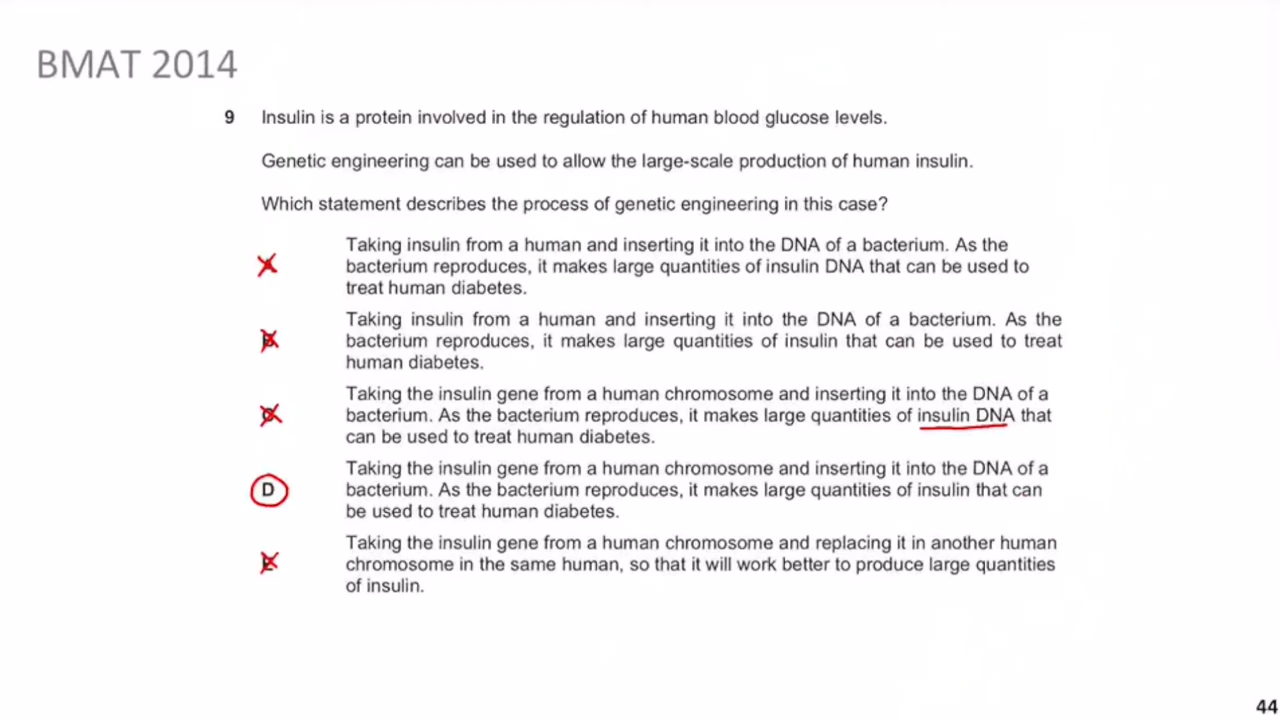 BMAT 2014
9 Insulin is a protein involved in the regulation of human blood glucose levels.
Genetic engineering can be used to allow the large-scale production of human insulin.
Which statement describes the process of genetic engineering in this case?
A Taking insulin from a human and inserting it into the DNA of a bacterium. As the
bacterium reproduces, it makes large quantities of insulin DNA that can be used to
treat human diabetes.
B Taking insulin from a human and inserting it into the DNA of a bacterium. As the
bacterium reproduces, it makes large quantities of insulin that can be used to treat
human diabetes.
C Taking the insulin gene from a human chromosome and inserting it into the DNA of a
bacterium. As the bacterium reproduces, it makes large quantities of insulin DNA that
can be used to treat human diabetes.
D Taking the insulin gene from a human chromosome and inserting it into the DNA of a
bacterium. As the bacterium reproduces, it makes large quantities of insulin that can
be used to treat human diabetes.
E Taking the insulin gene from a human chromosome and replacing it in another human
chromosome in the same human, so that it will work better to produce large quantities
of insulin.
44